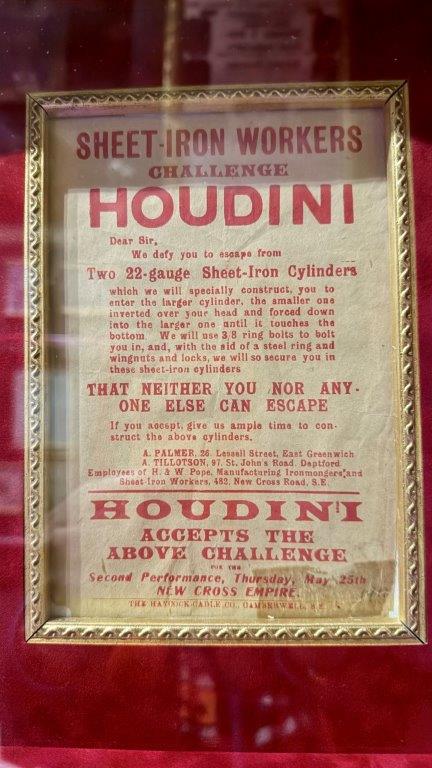 SHEET-IRON WORKERS
CHALLENGE
HOUDINI
Dear Sir,
We defy you to escape from
Two 22-gauge Sheet-Iron Cylinders
which we will specially construct, you to
enter the larger cylinder, the smaller one
inverted over your head and forced down
into the larger one until it touches the
bottom. We will use 3/8 ring bolts to bolt
you in, and, with the aid of a steel ring and
wingnuts and locks, we will so secure you in
these sheet-iron cylinders
THAT NEITHER YOU NOR ANY-
ONE ELSE CAN ESCAPE
If you accept, give us ample time to con-
struct the above cylinders.
A. PALMER, 26, Lessell Street, East Greenwich
A. TILLOTSON, 97, St. John's Road, Deptford
Employees of H. & W. Pope, Manufacturing Ironmongers, and
Sheet-Iron Workers, 482, New Cross Road, S.E.
HOUDINI
ACCEPTS THE
ABOVE CHALLENGE
FOR THE
Second Performance, Thursday, May 25th
NEW CROSS EMPIRE.
THE HAYCOCK-CADLE CO., CAMBERWELL, S.E.